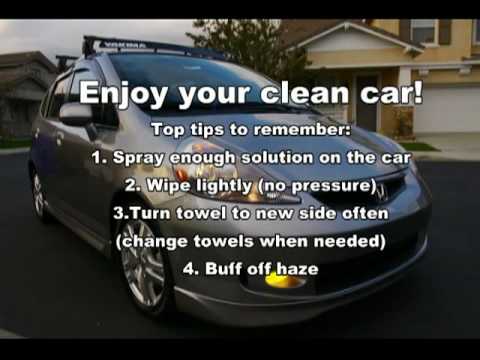 YAKIMA
Enjoy your clean car!
Top tips to remember:
1. Spray enough solution on the car
2. Wipe lightly (no pressure)
3.Turn towel to new side often
(change towels when needed)
4. Buff off haze